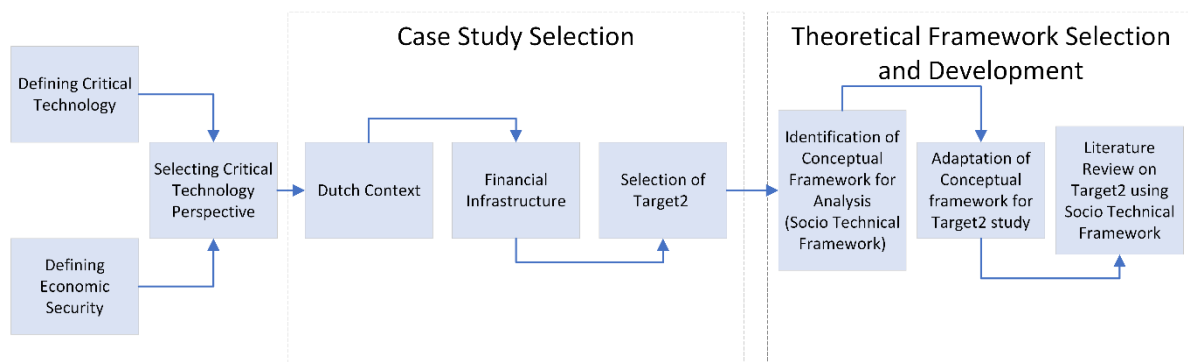 Case Study Selection
Theoretical Framework Selection
and Development
Defining Critical
Technology
Defining
Economic
Security
Selecting Critical
Technology
Perspective
Dutch Context
Financial
Infrastructure
Selection of
Target2
Identification of
Conceptual
Framework for
Analysis
(Socio Technical
Framework)
Adaptation of
Conceptual
framework for
Target2 study
Literature
Review on
Target2 using
Socio Technical
Framework